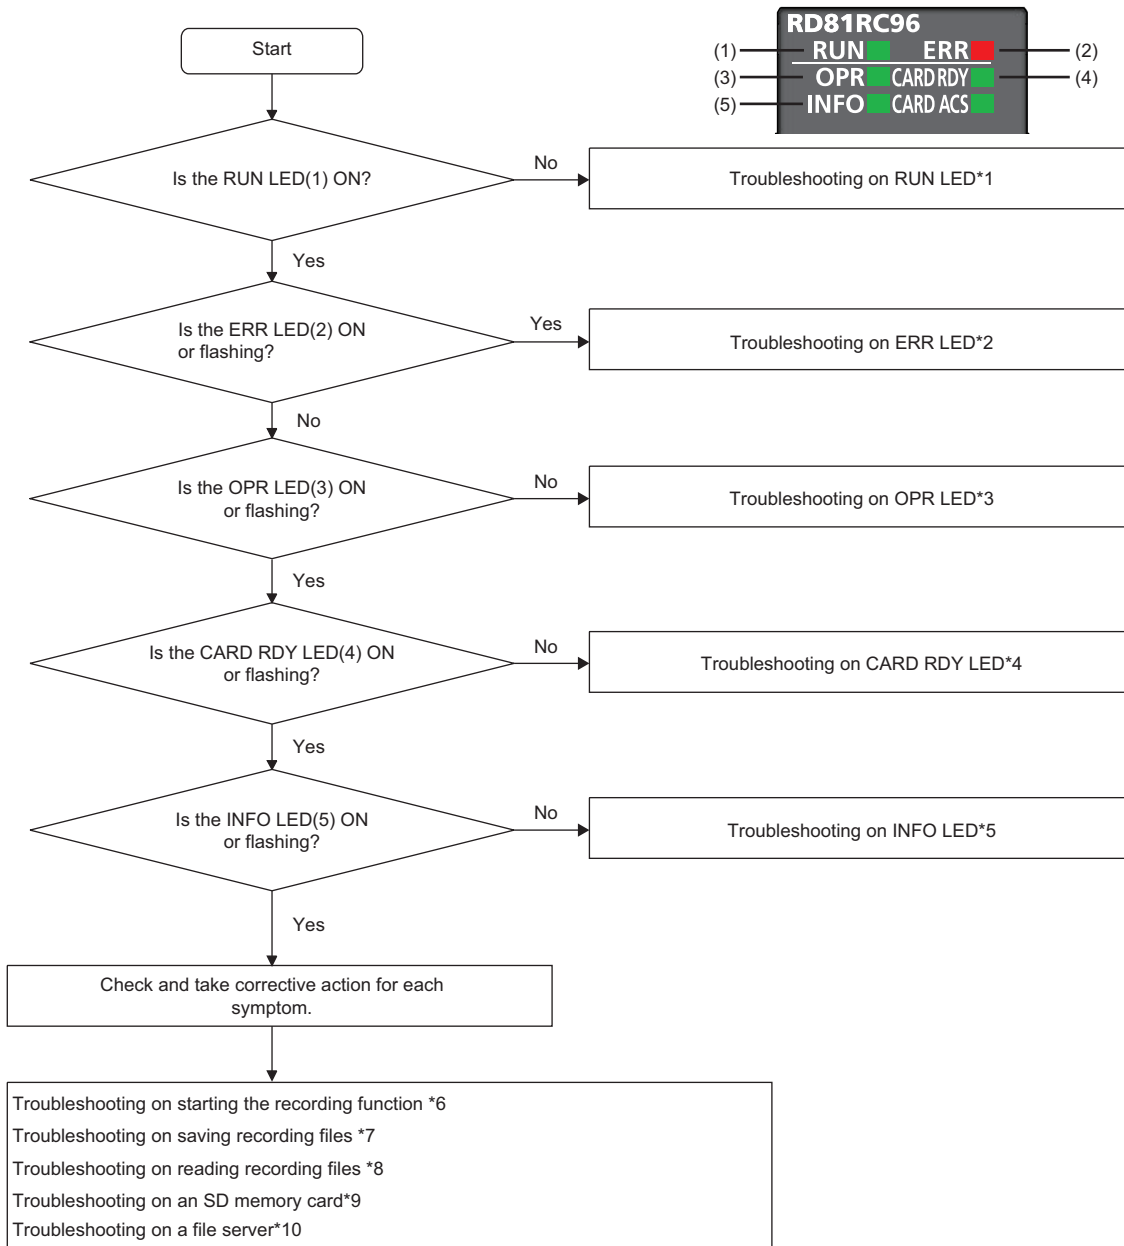 Start
RD81RC96
(1) RUN ERR (2)
(3) OPR CARD RDY (4)
(5) INFO CARD ACS
Is the RUN LED(1) ON?
No
Troubleshooting on RUN LED*1
Yes
Is the ERR LED(2) ON
or flashing?
Yes
Troubleshooting on ERR LED*2
No
Is the OPR LED(3) ON
or flashing?
No
Troubleshooting on OPR LED*3
Yes
Is the CARD RDY LED(4) ON
or flashing?
No
Troubleshooting on CARD RDY LED*4
Yes
Is the INFO LED(5) ON
or flashing?
No
Troubleshooting on INFO LED*5
Yes
Check and take corrective action for each
symptom.
Troubleshooting on starting the recording function *6
Troubleshooting on saving recording files *7
Troubleshooting on reading recording files *8
Troubleshooting on an SD memory card*9
Troubleshooting on a file server*10